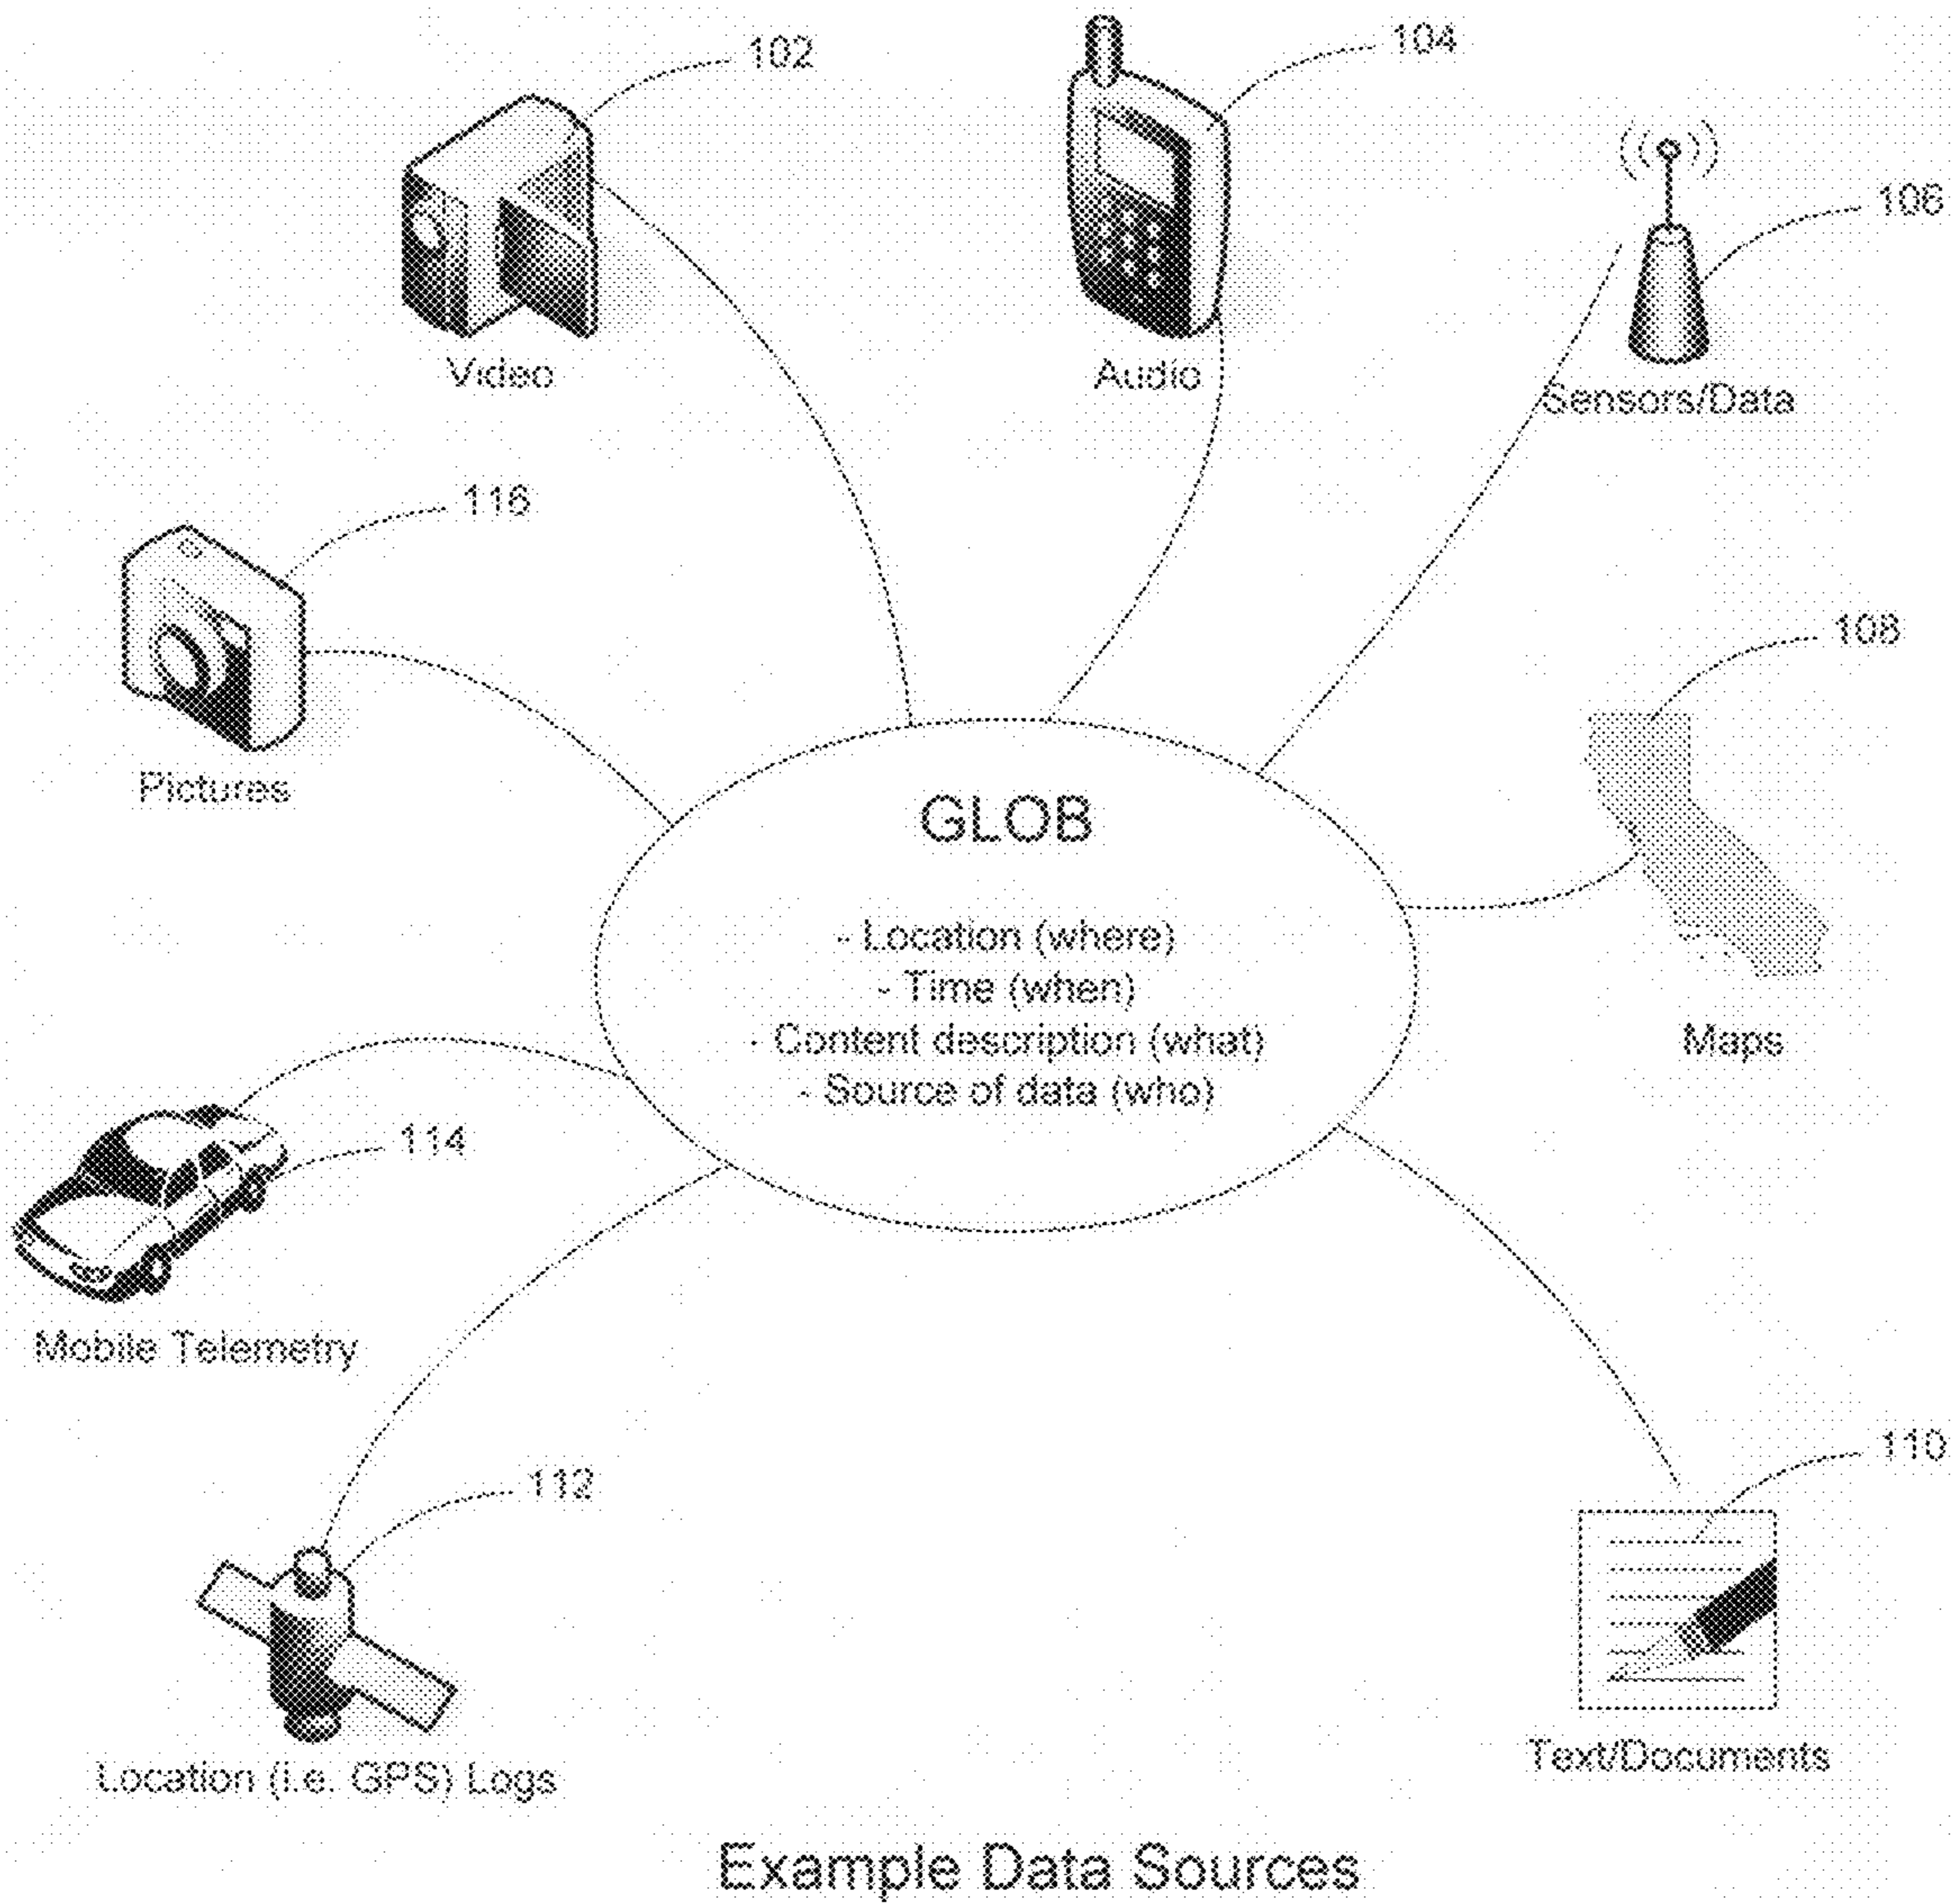 102
104
106
Video
Audio
Sensors/Data
116
108
Pictures
GLOB
- Location (where)
- Time (when)
- Content description (what)
- Source of data (who)
Maps
114
Mobile Telemetry
110
112
Text/Documents
Location (i.e. GPS) Logs
Example Data Sources